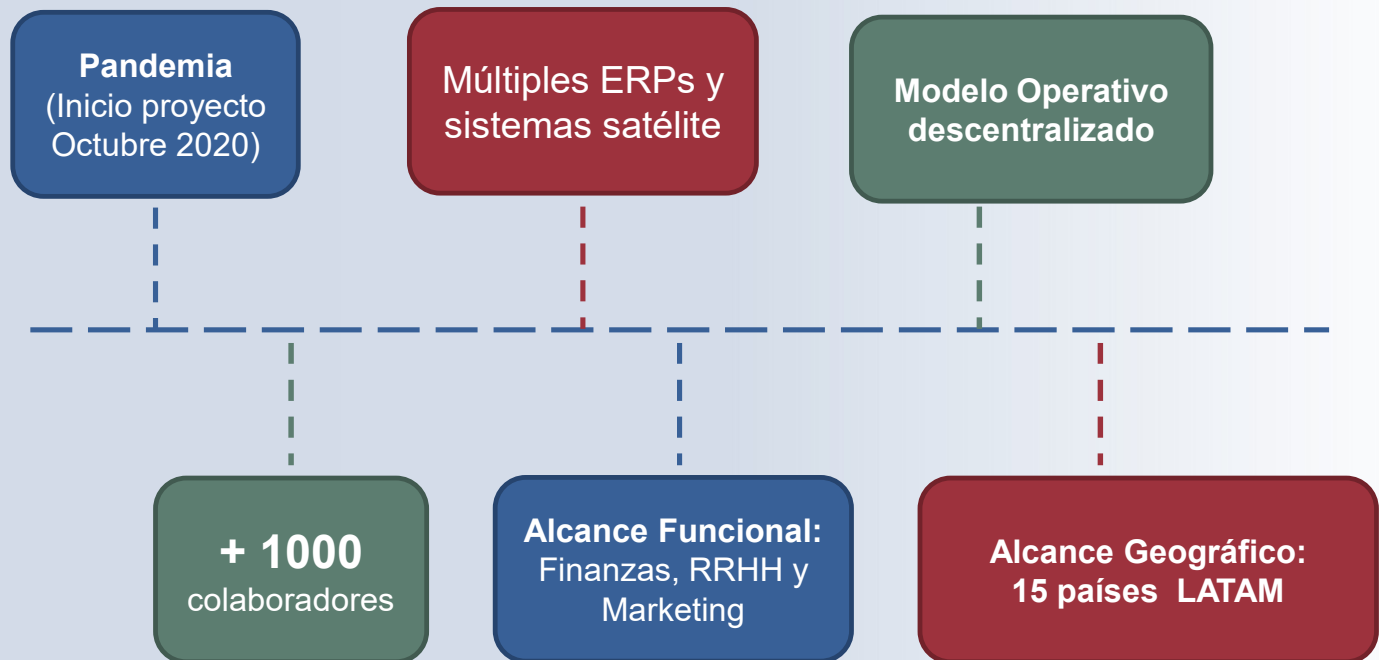 Pandemia
(Inicio proyecto
Octubre 2020)
Múltiples ERPs y
sistemas satélite
Modelo Operativo
descentralizado
+ 1000
colaboradores
Alcance Funcional:
Finanzas, RRHH y
Marketing
Alcance Geográfico:
15 países LATAM